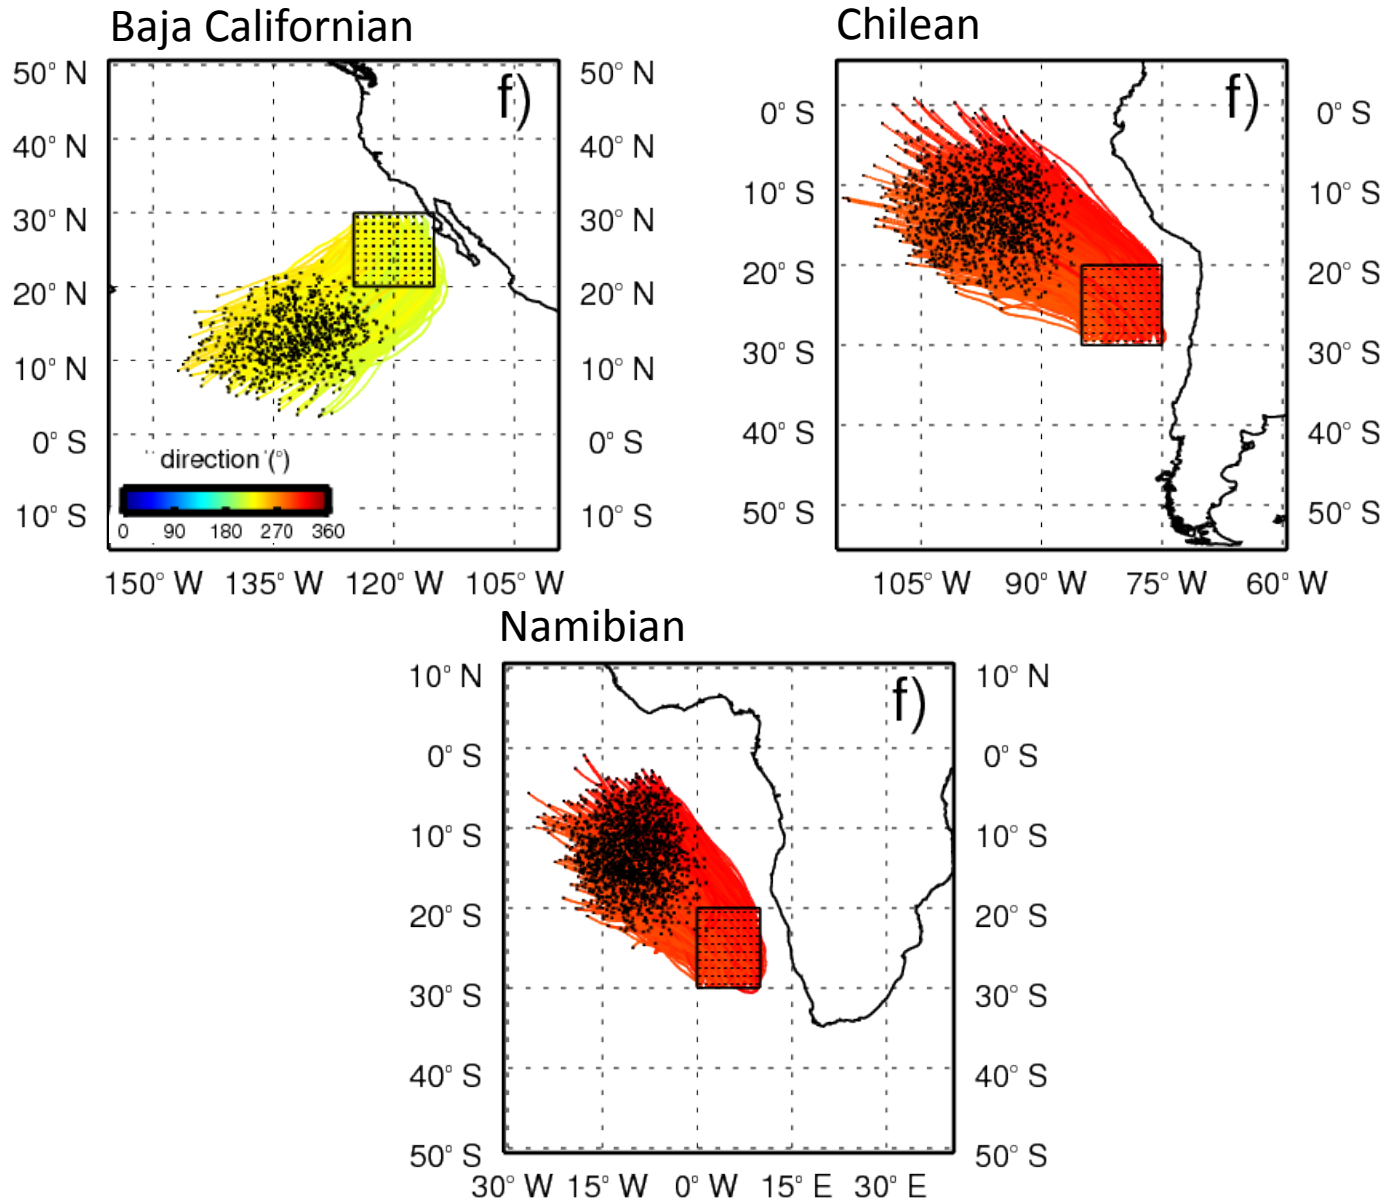 Baja Californian
Chilean
50° N
f)
50° N
40° N
40° N
30° N
30° N
20° N
20° N
10° N
10° N
0° S
0° S
direction (°)
0 90 180 270 360
10° S
10° S
150° W 135° W 120° W 105° W
0° S
f)
0° S
10° S
10° S
20° S
20° S
30° S
30° S
40° S
40° S
50° S
50° S
105° W 90° W 75° W 60° W
Namibian
10° N
f)
10° N
0° S
0° S
10° S
10° S
20° S
20° S
30° S
30° S
40° S
40° S
50° S
50° S
30° W 15° W 0° W 15° E 30° E